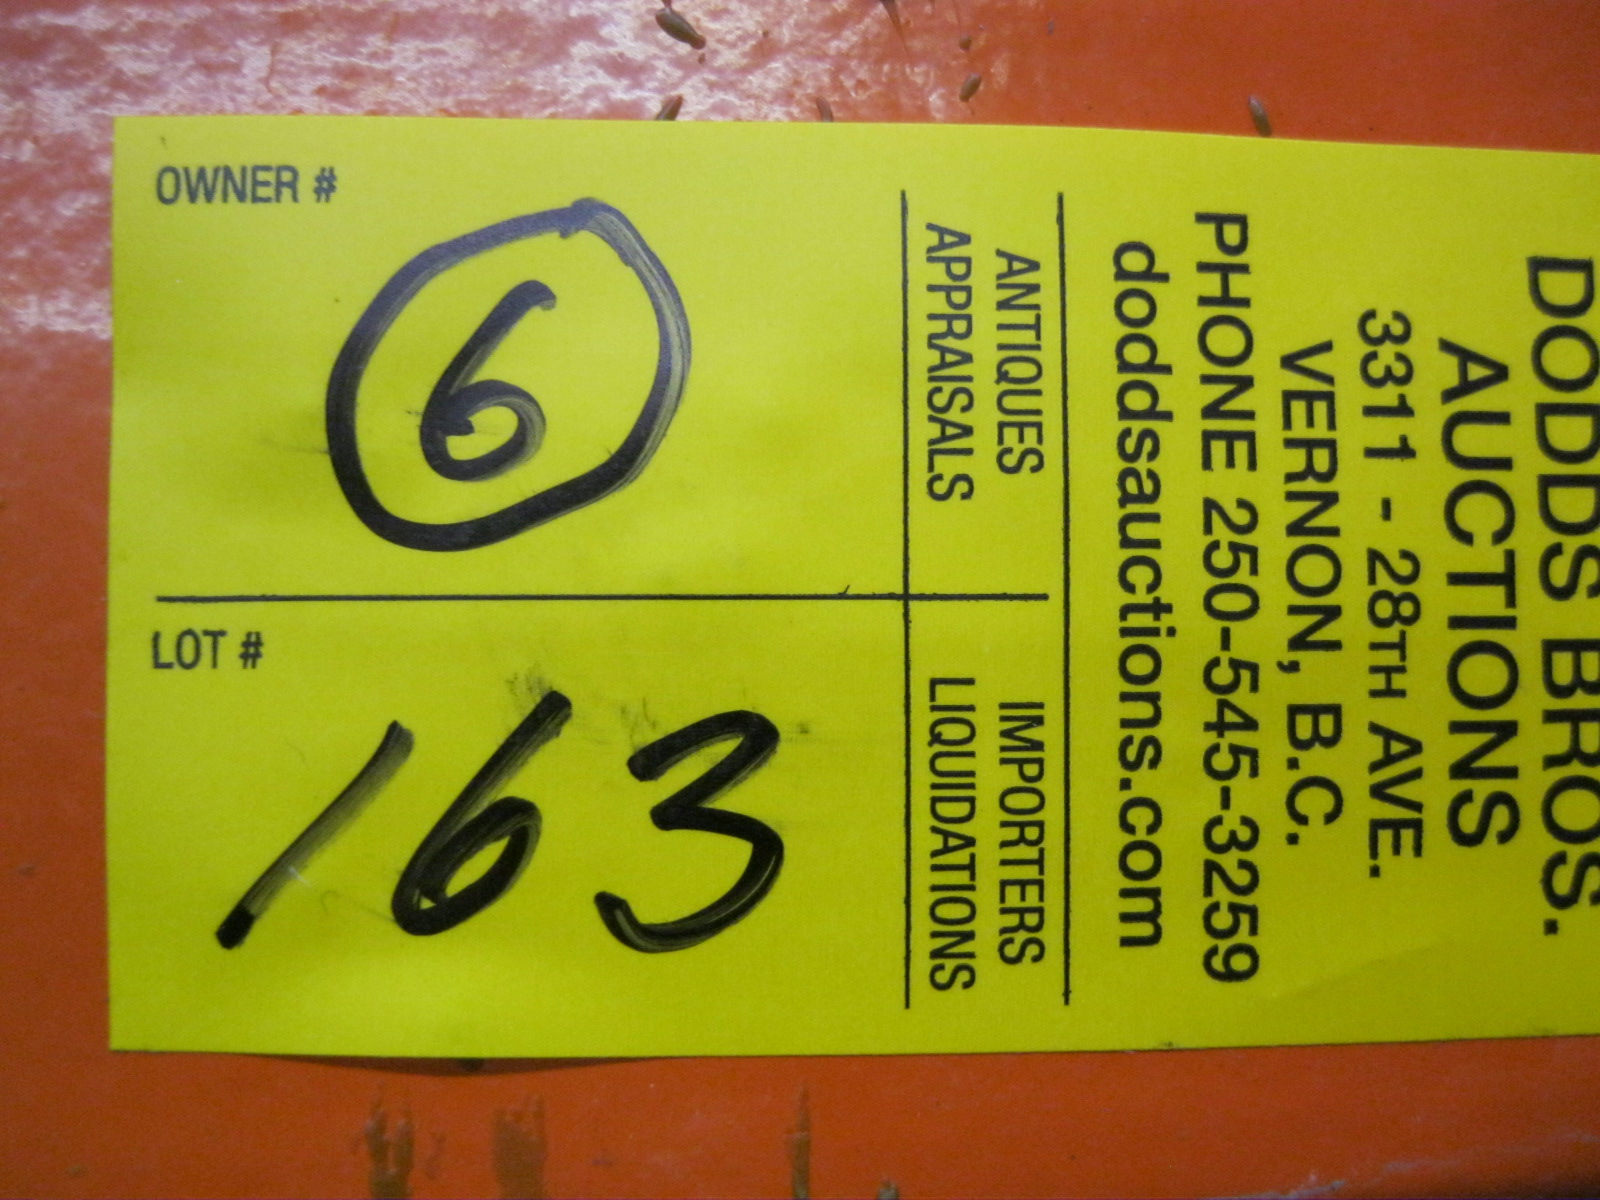 DODDS BROS.
AUCTIONS
3311 - 28TH AVE.
VERNON, B.C.
PHONE 250-545-3259
doddsauctions.com
ANTIQUES
APPRAISALS
IMPORTERS
LIQUIDATIONS
OWNER #
6
LOT #
163